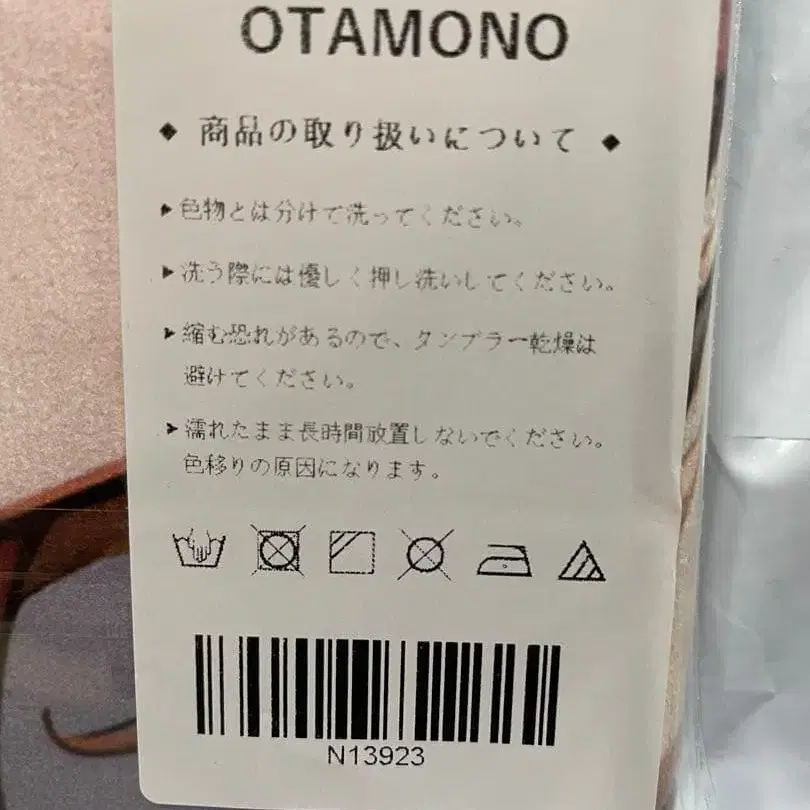 OTAMONO
◆ 商品の取り扱いについて ◆
▶色物とは分けて洗ってください。
▶洗う際には優しく押し洗いしてください。
▶縮む恐れがあるので、タンブラー乾燥は
避けてください。
▶濡れたまま長時間放置しないでください。
色移りの原因になります。
N13923